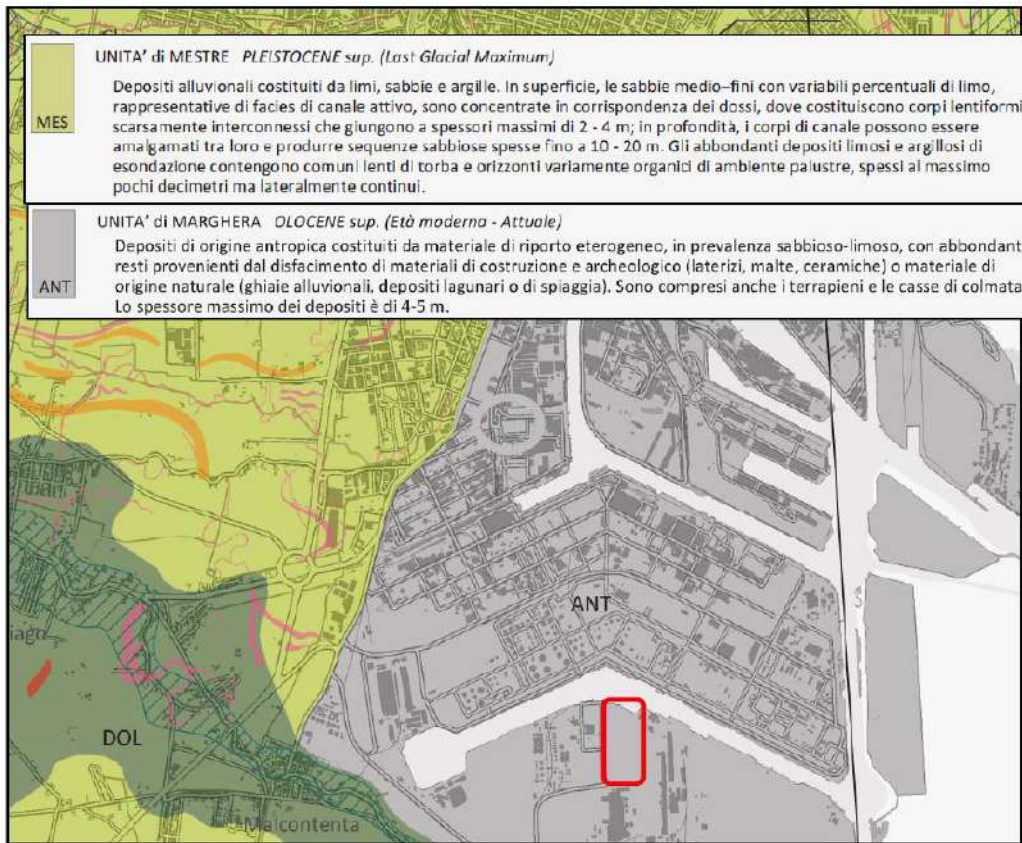 UNITA' di MESTRE PLEISTOCENE sup. (Last Glacial Maximum)
Depositi alluvionali costituiti da limi, sabbie e argille. In superficie, le sabbie medio–fini con variabili percentuali di limo,
rappresentative di facies di canale attivo, sono concentrate in corrispondenza dei dossi, dove costituiscono corpi lentiformi
scarsamente interconnessi che giungono a spessori massimi di 2 - 4 m; in profondità, i corpi di canale possono essere
amalgamati tra loro e produrre sequenze sabbiose spesse fino a 10 - 20 m. Gli abbondanti depositi limosi e argillosi di
esondazione contengono comuni lenti di torba e orizzonti variamente organici di ambiente palustre, spessi al massimo
pochi decimetri ma lateralmente continui.
MES
UNITA' di MARGHERA OLOCENE sup. (Età moderna - Attuale)
Depositi di origine antropica costituiti da materiale di riporto eterogeneo, in prevalenza sabbioso-limoso, con abbondant
resti provenienti dal disfacimento di materiali di costruzione e archeologico (laterizi, malte, ceramiche) o materiale di
origine naturale (ghiaie alluvionali, depositi lagunari o di spiaggia). Sono compresi anche i terrapieni e le casse di colmata
Lo spessore massimo dei depositi è di 4-5 m.
ANT
ANT
DOL
Malcontenta